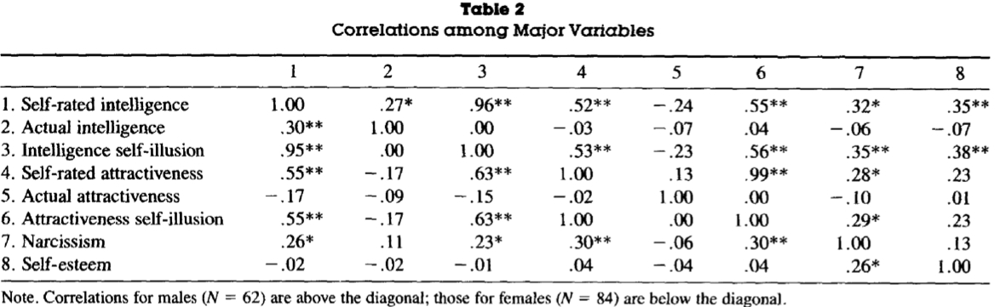 Table 2
Correlations among Major Variables
1 2 3 4 5 6 7 8
1. Self-rated intelligence 1.00 .27* .96** .52** −.24 .55** .32* .35**
2. Actual intelligence .30** 1.00 .00 −.03 −.07 .04 −.06 −.07
3. Intelligence self-illusion .95** .00 1.00 .53** −.23 .56** .35** .38**
4. Self-rated attractiveness .55** −.17 .63** 1.00 .13 .99** .28* .23
5. Actual attractiveness −.17 −.09 −.15 −.02 1.00 .00 −.10 .01
6. Attractiveness self-illusion .55** −.17 .63** 1.00 .00 1.00 .29* .23
7. Narcissism .26* .11 .23* .30** −.06 .30** 1.00 .13
8. Self-esteem −.02 −.02 −.01 .04 −.04 .04 .26* 1.00
Note. Correlations for males (N = 62) are above the diagonal; those for females (N = 84) are below the diagonal.